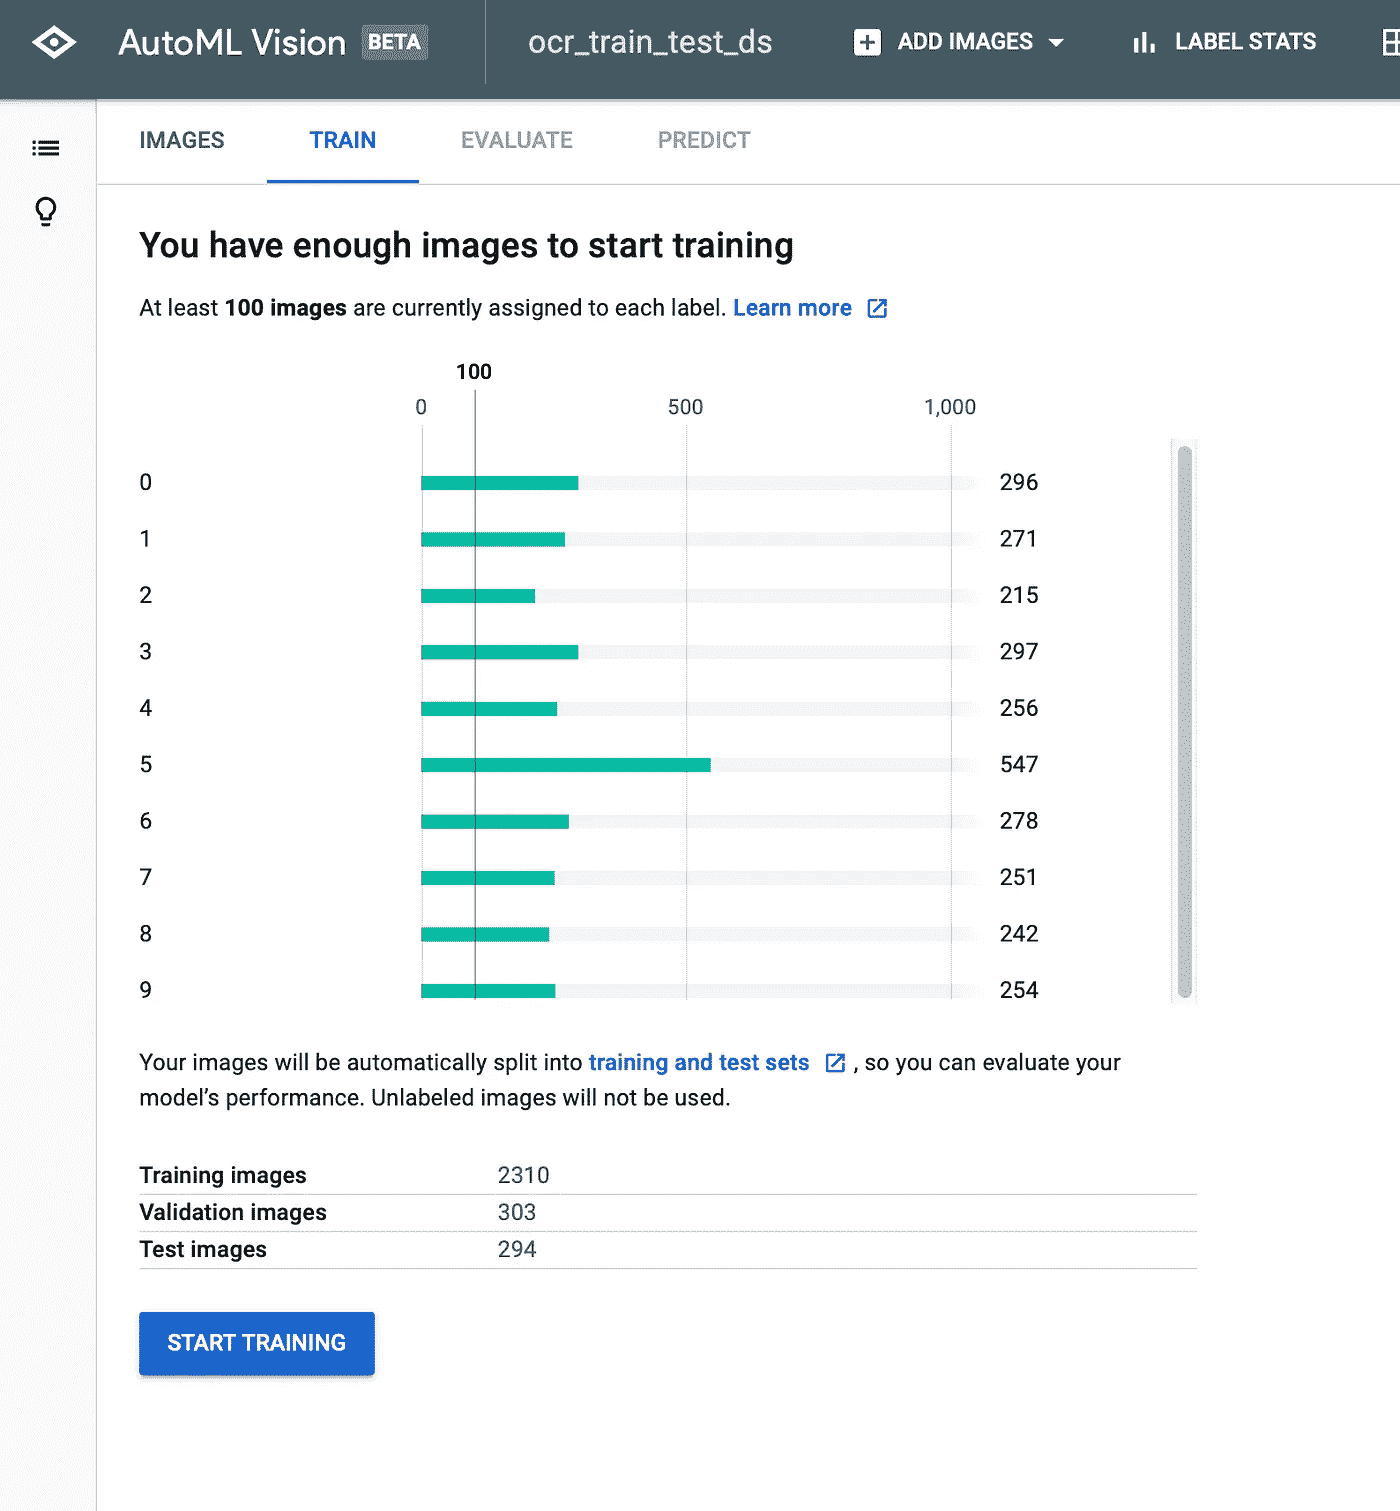 AutoML Vision BETA ocr_train_test_ds ADD IMAGES LABEL STATS
IMAGES TRAIN EVALUATE PREDICT
You have enough images to start training
At least 100 images are currently assigned to each label. Learn more
100
0 500 1,000
0 296
1 271
2 215
3 297
4 256
5 547
6 278
7 251
8 242
9 254
Your images will be automatically split into training and test sets , so you can evaluate your
model’s performance. Unlabeled images will not be used.
Training images 2310
Validation images 303
Test images 294
START TRAINING